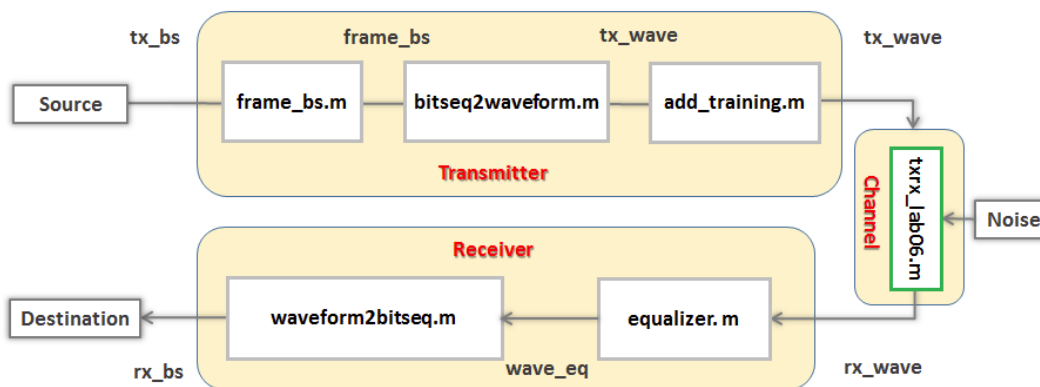 tx_bs
frame_bs
tx_wave
tx_wave
Source
frame_bs.m
bitseq2waveform.m
add_training.m
Transmitter
Channel
txrx_lab06.m
Noise
Receiver
Destination
waveform2bitseq.m
equalizer. m
rx_bs
wave_eq
rx_wave